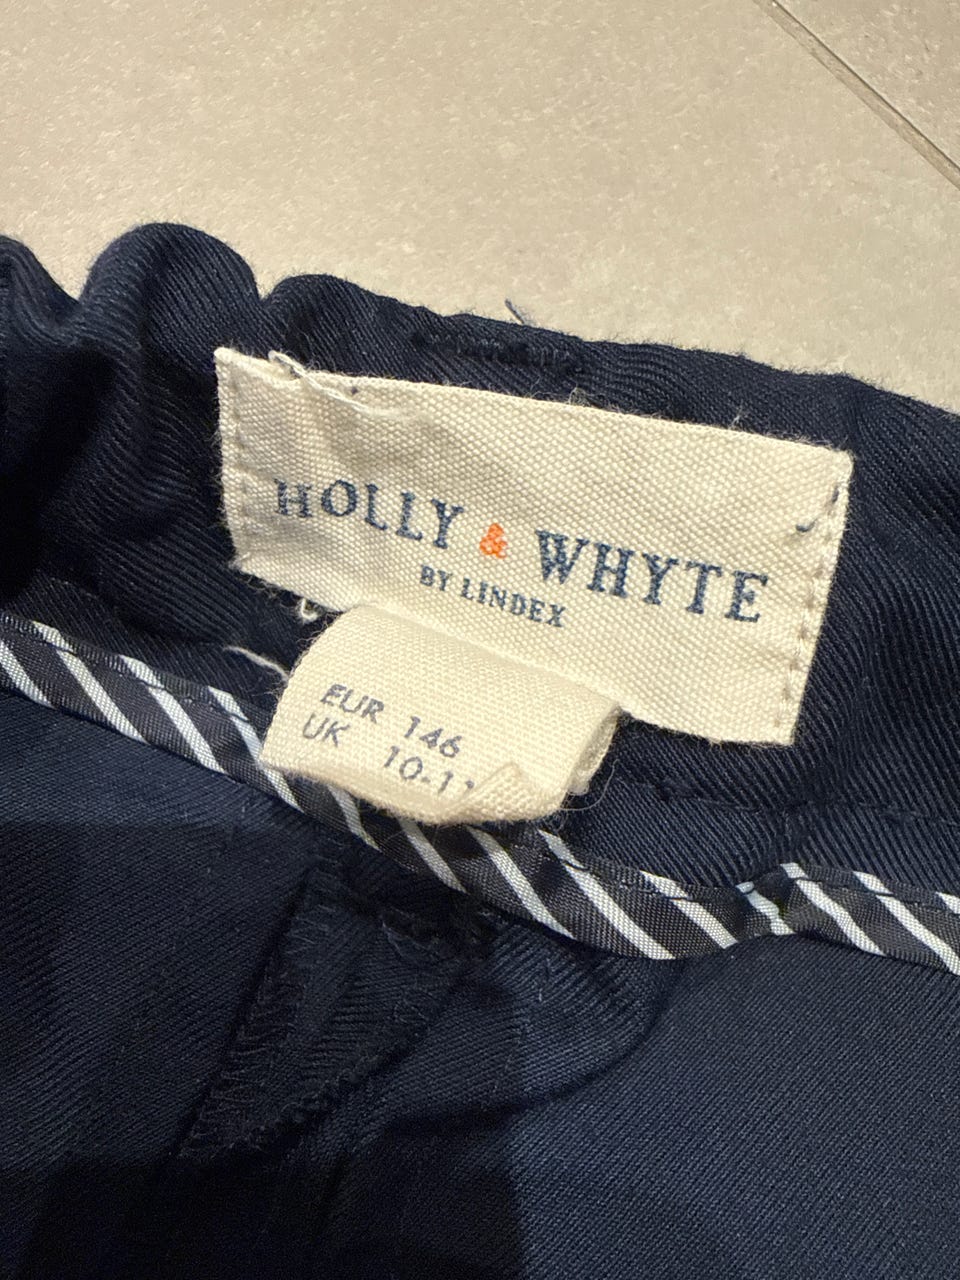 HOLLY & WHYTE
BY LINDEX
EUR 146
UK 10-11